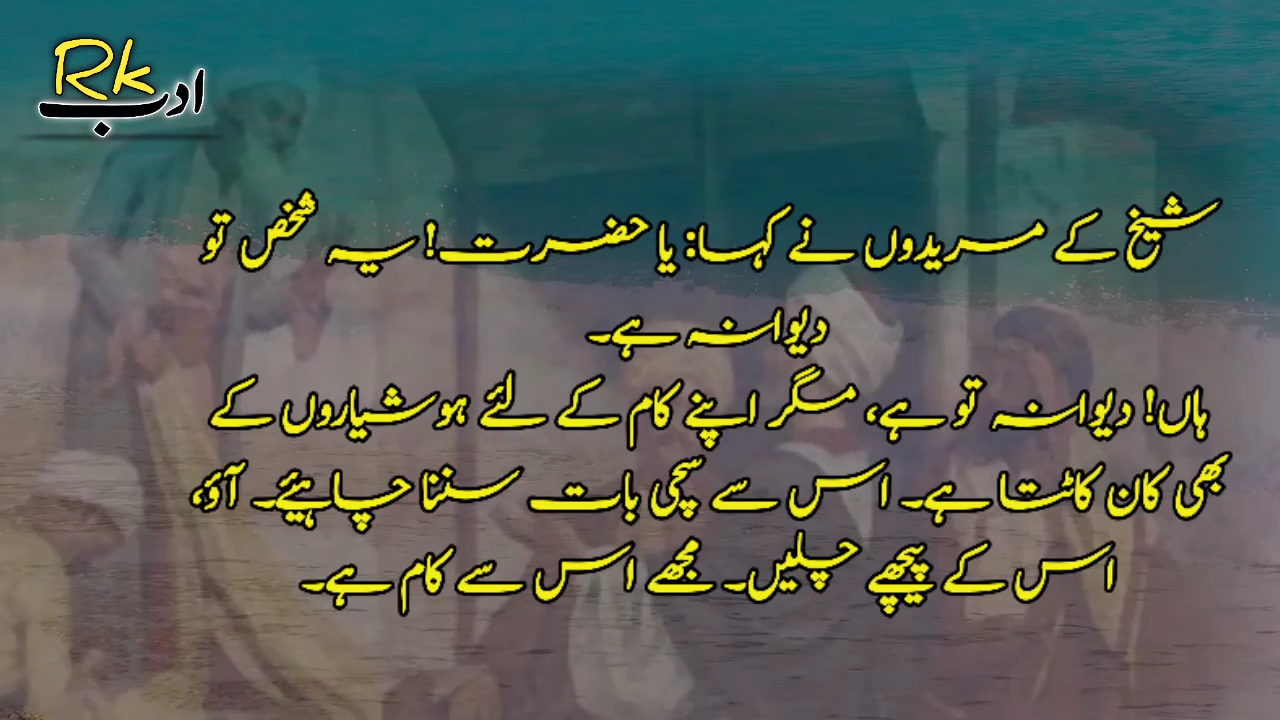 Rk
ادب
شیخ کے مریدوں نے کہا: یا حضرت! یہ شخص تو
دیوانہ ہے۔
ہاں! دیوانہ تو ہے، مگر اپنے کام کے لئے ہوشیاروں کے
بھی کان کاٹتا ہے۔ اس سے سچی بات سننا چاہیئے۔ آؤ،
اس کے پیچھے چلیں۔ مجھے اس سے کام ہے۔